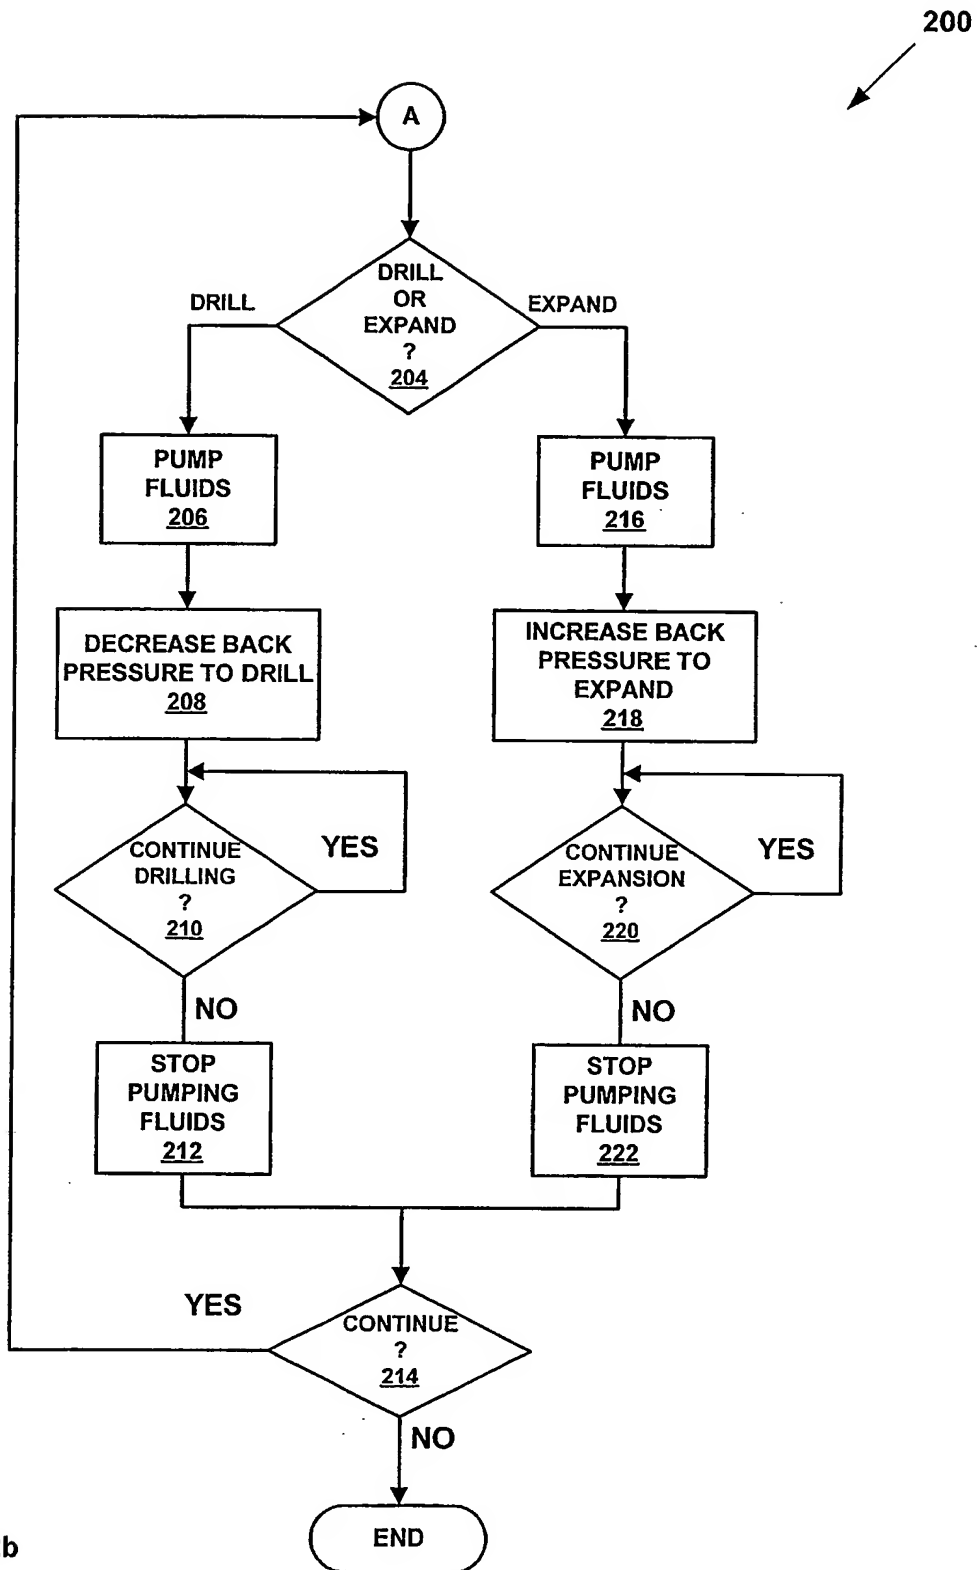 200
A
DRILL
OR
EXPAND
?
204
DRILL
EXPAND
PUMP
FLUIDS
206
PUMP
FLUIDS
216
DECREASE BACK
PRESSURE TO DRILL
208
INCREASE BACK
PRESSURE TO
EXPAND
218
CONTINUE
DRILLING
?
210
YES
CONTINUE
EXPANSION
?
220
YES
NO
NO
STOP
PUMPING
FLUIDS
212
STOP
PUMPING
FLUIDS
222
YES
CONTINUE
?
214
NO
END
b